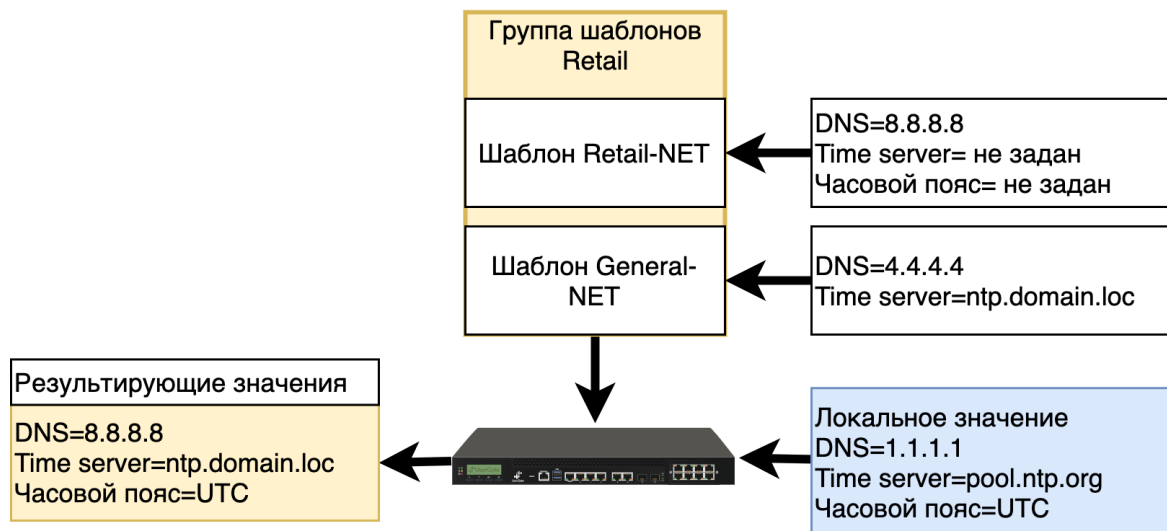 Группа шаблонов
Retail
Шаблон Retail-NET
DNS=8.8.8.8
Time server= не задан
Часовой пояс= не задан
Шаблон General-
NET
DNS=4.4.4.4
Time server=ntp.domain.loc
Результирующие значения
DNS=8.8.8.8
Time server=ntp.domain.loc
Часовой пояс=UTC
Локальное значение
DNS=1.1.1.1
Time server=pool.ntp.org
Часовой пояс=UTC